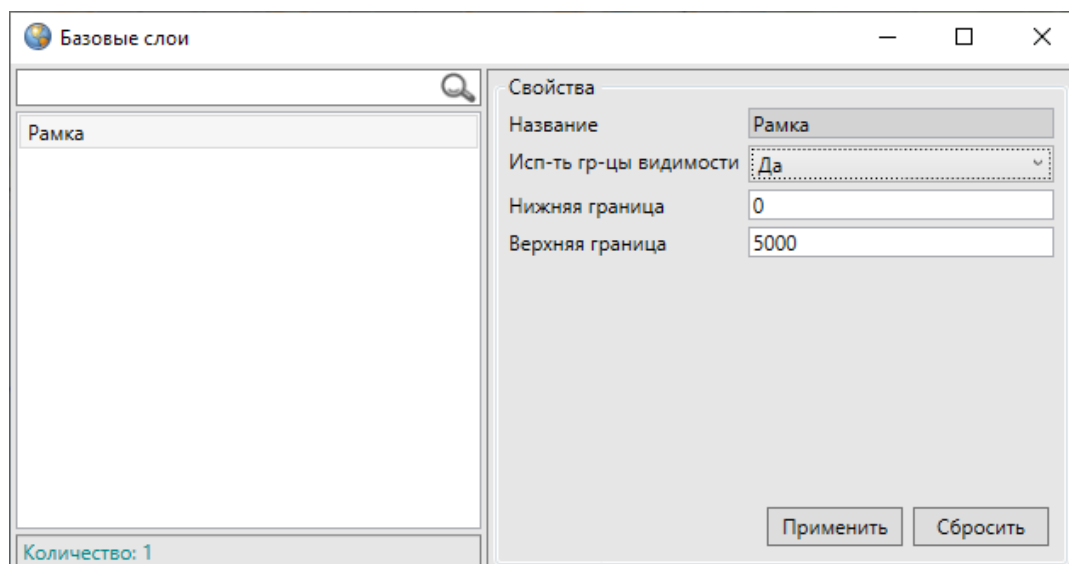 Базовые слои
Рамка
Количество: 1
Свойства
Название Рамка
Исп-ть гр-цы видимости Да
Нижняя граница 0
Верхняя граница 5000
Применить Сбросить